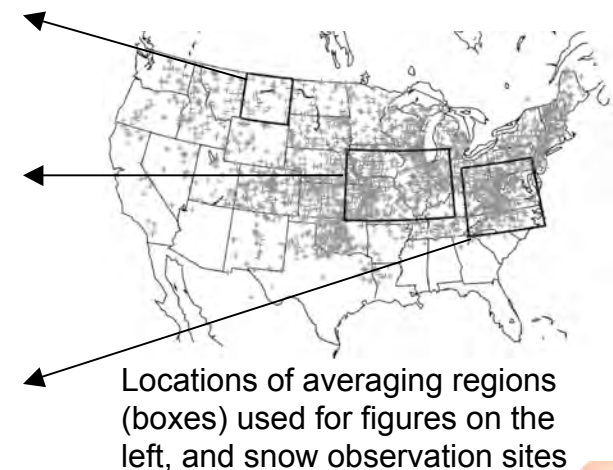 Locations of averaging regions
(boxes) used for figures on the
left, and snow observation sites